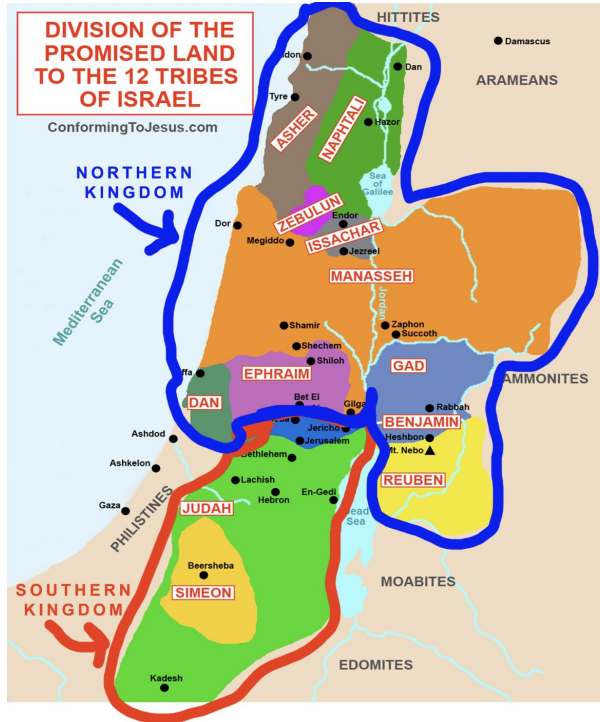 DIVISION OF THE
PROMISED LAND
TO THE 12 TRIBES
OF ISRAEL
ConformingToJesus.com
HITTITES
Damascus
ARAMEANS
Dan
Tyre
ASHER
NAPHTALI
Hazor
Sea
of
Galilee
NORTHERN
KINGDOM
ZEBULUN
Dor
Endor
ISSACHAR
Megiddo
Jezreel
MANASSEH
Mediterranean
Sea
Jordan
Shamir
Zaphon
Succoth
Shechem
Shiloh
EPHRAIM
GAD
DAN
AMMONITES
Bet El
Rabbah
BENJAMIN
Jericho
Heshbon
Ashdod
Jerusalem
Mt. Nebo
Ashkelon
REUBEN
Lachish
Hebron
En-Gedi
JUDAH
Gaza
PHILISTINES
Sea
Beersheba
SIMEON
MOABITES
SOUTHERN
KINGDOM
EDOMITES
Kadesh